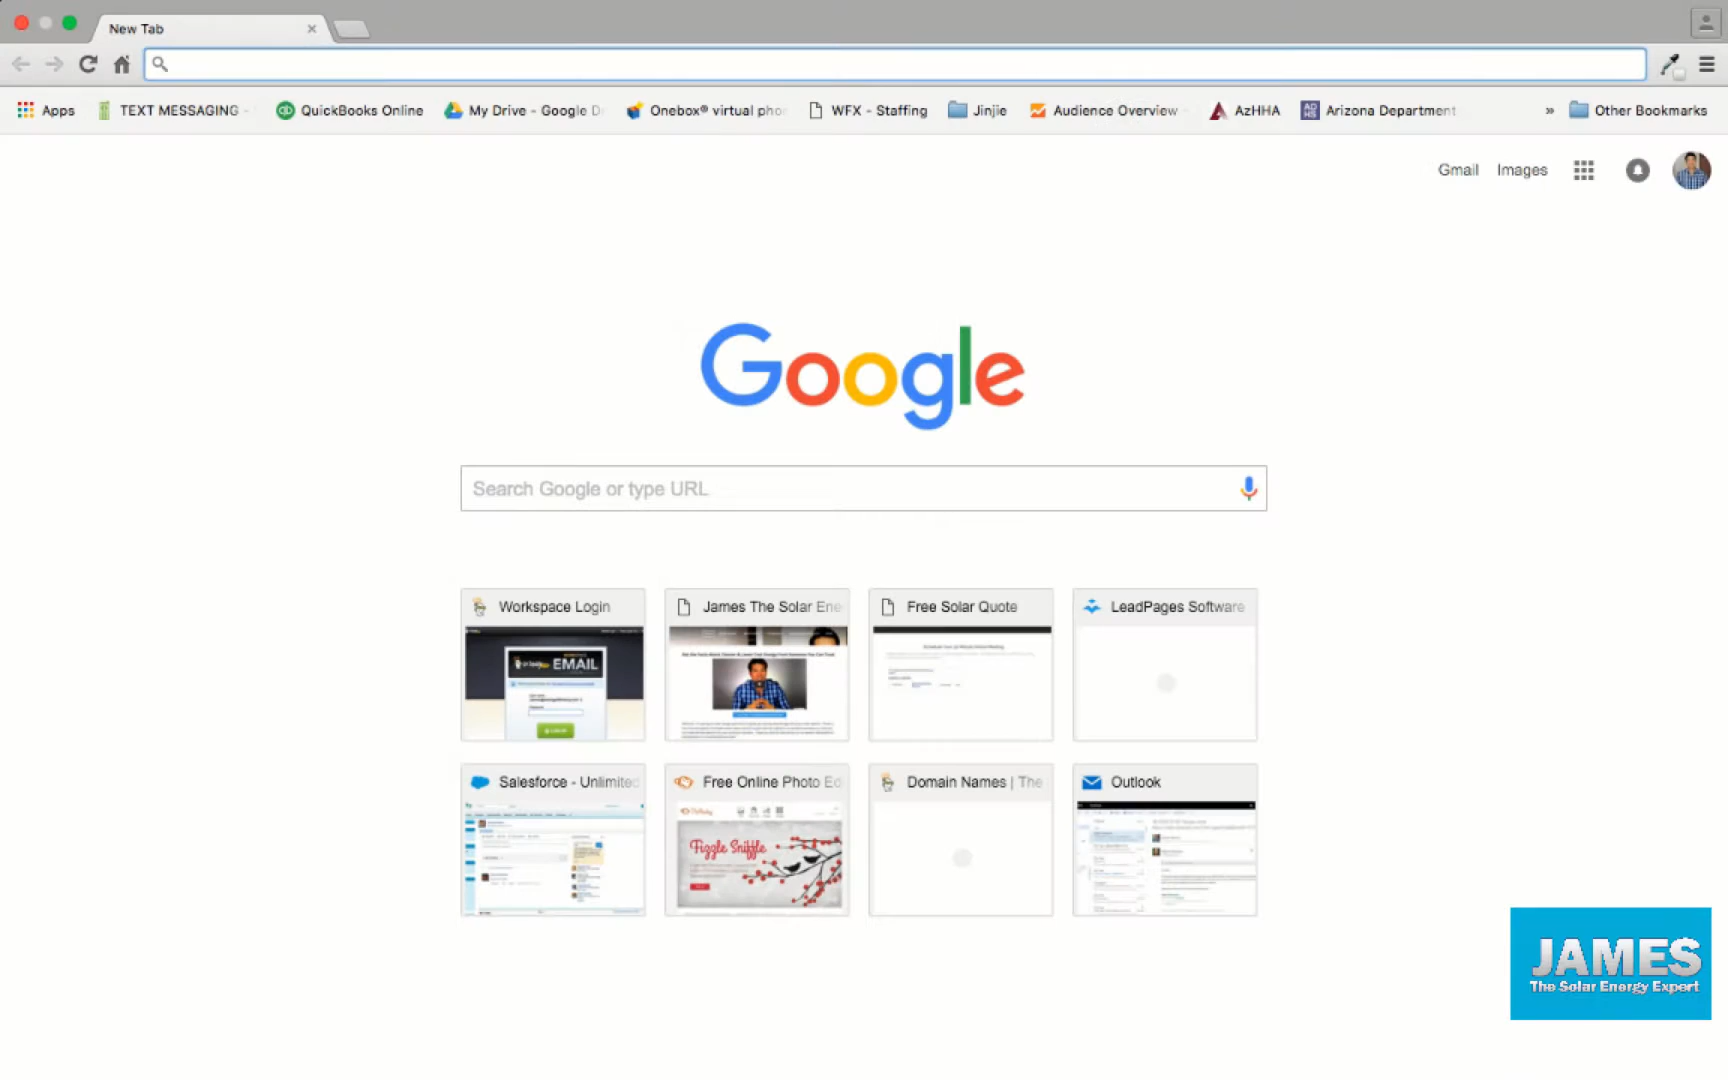 New Tab
Apps
TEXT MESSAGING -
QuickBooks Online
My Drive - Google D
Onebox® virtual pho
WFX - Staffing
Jinjie
Audience Overview
AzHHA
Arizona Department
»
Other Bookmarks
Gmail
Images
Google
Search Google or type URL
Workspace Login
James The Solar Ene
Free Solar Quote
LeadPages Software
EMAIL
Salesforce - Unlimited
Free Online Photo Ed
Domain Names | The
Outlook
Fizzle Sniffle
JAMES
The Solar Energy Expert